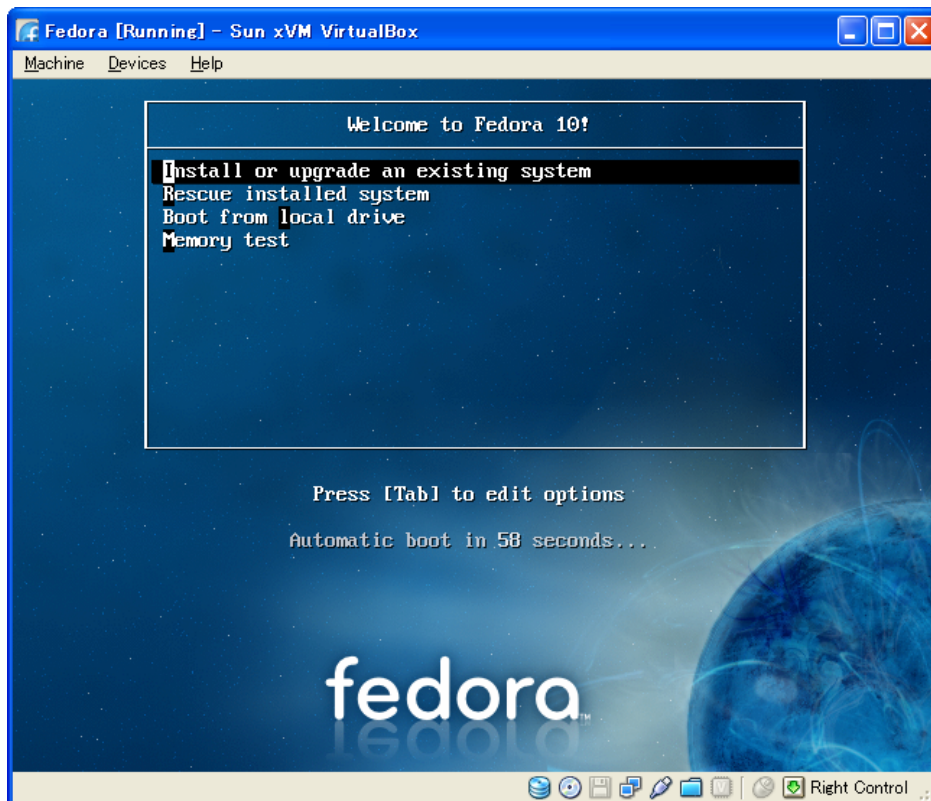 Fedora [Running] - Sun xVM VirtualBox
Machine Devices Help
Welcome to Fedora 10!
Install or upgrade an existing system
Rescue installed system
Boot from local drive
Memory test
Press [Tab] to edit options
Automatic boot in 58 seconds...
fedora™
Right Control